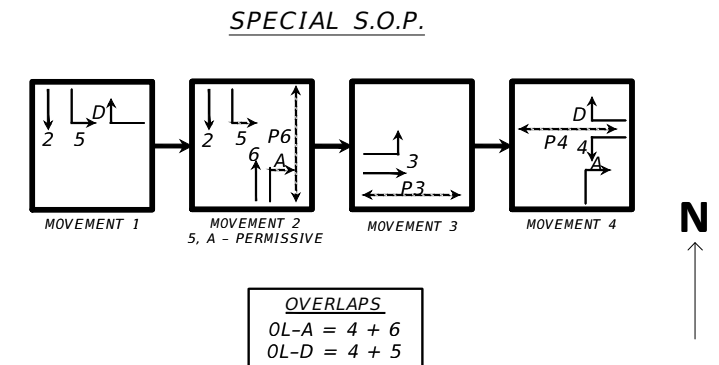 SPECIAL S.O.P.
D
2 5
MOVEMENT 1
2 5 P6
6 A
MOVEMENT 2
5, A – PERMISSIVE
3
P3
MOVEMENT 3
D
P4 4
A
MOVEMENT 4
N
OVERLAPS
OL–A = 4 + 6
OL–D = 4 + 5